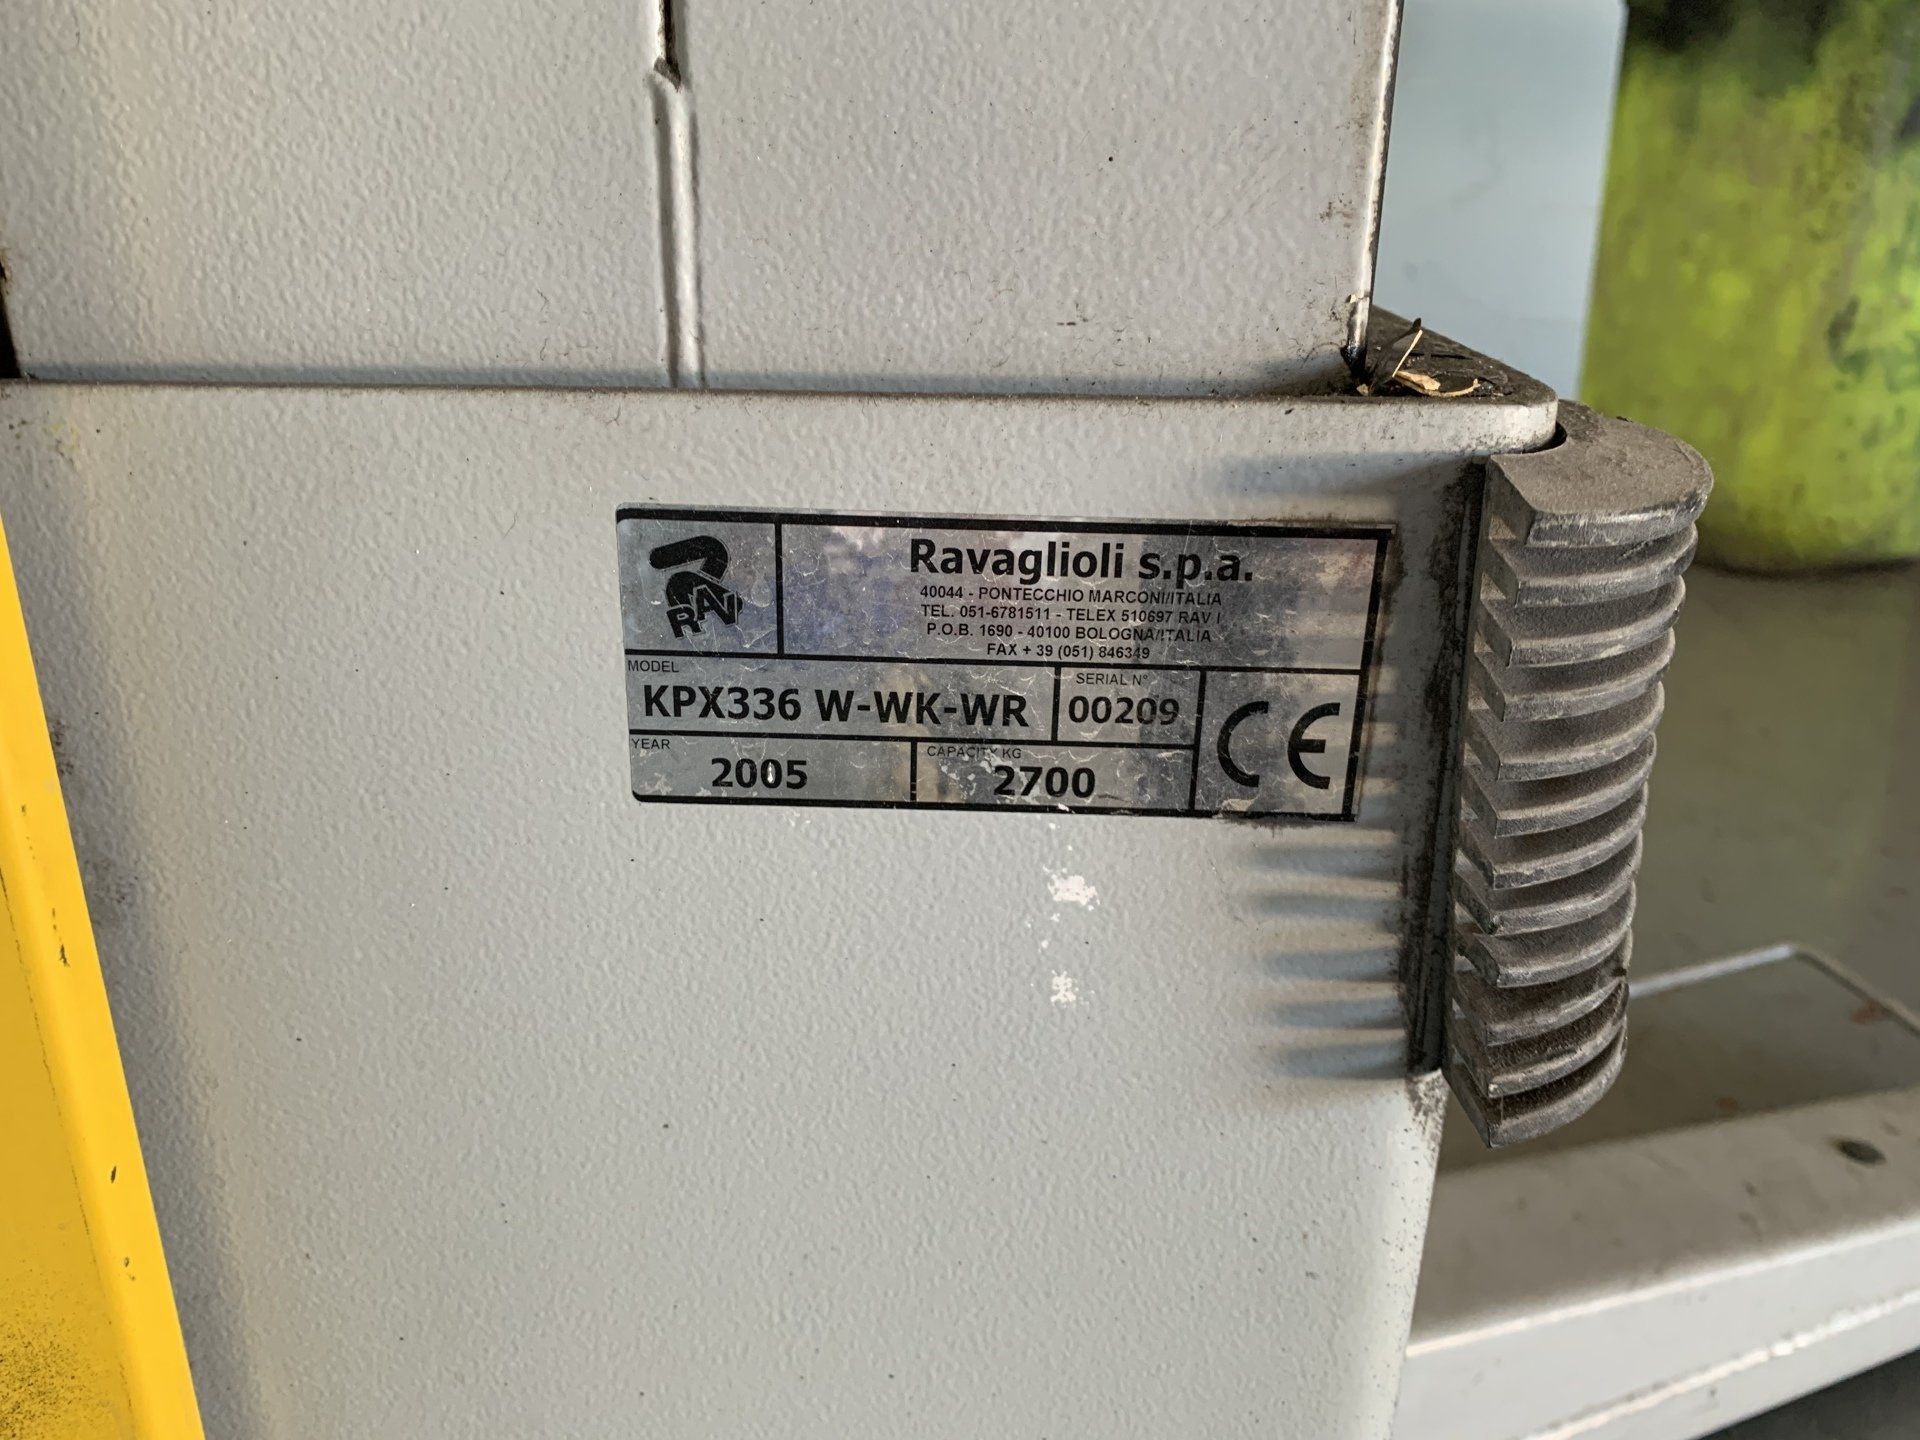 RAV
Ravaglioli s.p.a.
40044 - PONTECCHIO MARCONI/ITALIA
TEL. 051-6781511 - TELEX 510697 RAV I
P.O.B. 1690 - 40100 BOLOGNA/ITALIA
FAX + 39 (051) 846349
MODEL
KPX336 W-WK-WR
SERIAL N°
00209
YEAR
2005
CAPACITY KG
2700
CE